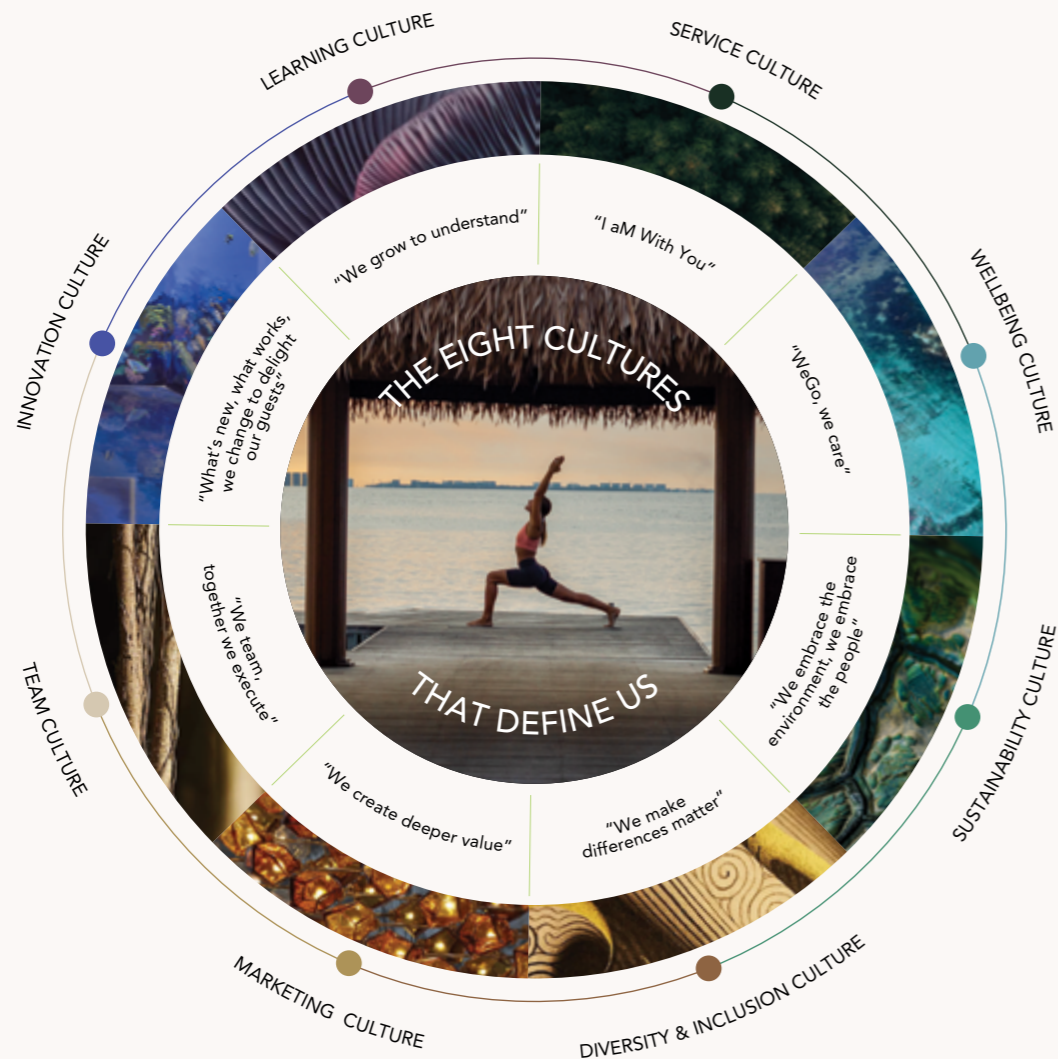 THE EIGHT CULTURES
THAT DEFINE US
SERVICE CULTURE
“I aM With You”
WELLBEING CULTURE
“WeGo, we care”
SUSTAINABILITY CULTURE
“We embrace the
environment, we embrace
the people”
DIVERSITY & INCLUSION CULTURE
“We make
differences matter”
MARKETING CULTURE
“We create deeper value”
TEAM CULTURE
“We team,
together we execute”
INNOVATION CULTURE
“What’s new, what works,
we change to delight
our guests”
LEARNING CULTURE
“We grow to understand”